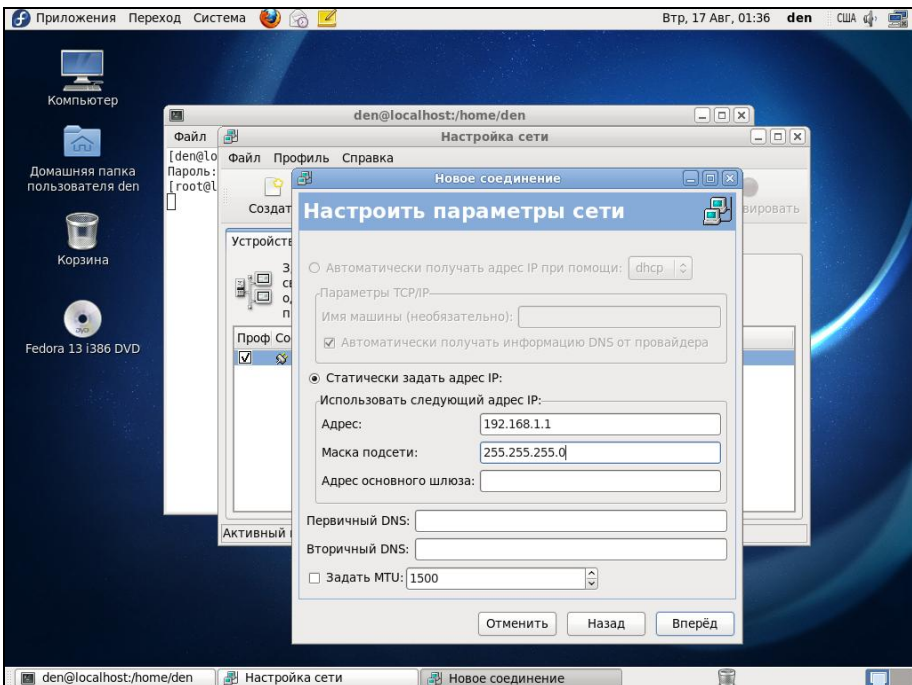 Приложения Переход Система
Втр, 17 Авг, 01:36 den США
Компьютер
Домашняя папка
пользователя den
Корзина
Fedora 13 i386 DVD
den@localhost:/home/den
Файл
[den@lo
Пароль:
[root@l
Настройка сети
Файл Профиль Справка
Создат
вировать
Устройств
Проф Со
Активный
Новое соединение
Настроить параметры сети
Автоматически получать адрес IP при помощи: dhcp
Параметры TCP/IP
Имя машины (необязательно):
Автоматически получать информацию DNS от провайдера
Статически задать адрес IP:
Использовать следующий адрес IP:
Адрес: 192.168.1.1
Маска подсети: 255.255.255.0
Адрес основного шлюза:
Первичный DNS:
Вторичный DNS:
Задать MTU: 1500
Отменить Назад Вперёд
den@localhost:/home/den Настройка сети Новое соединение